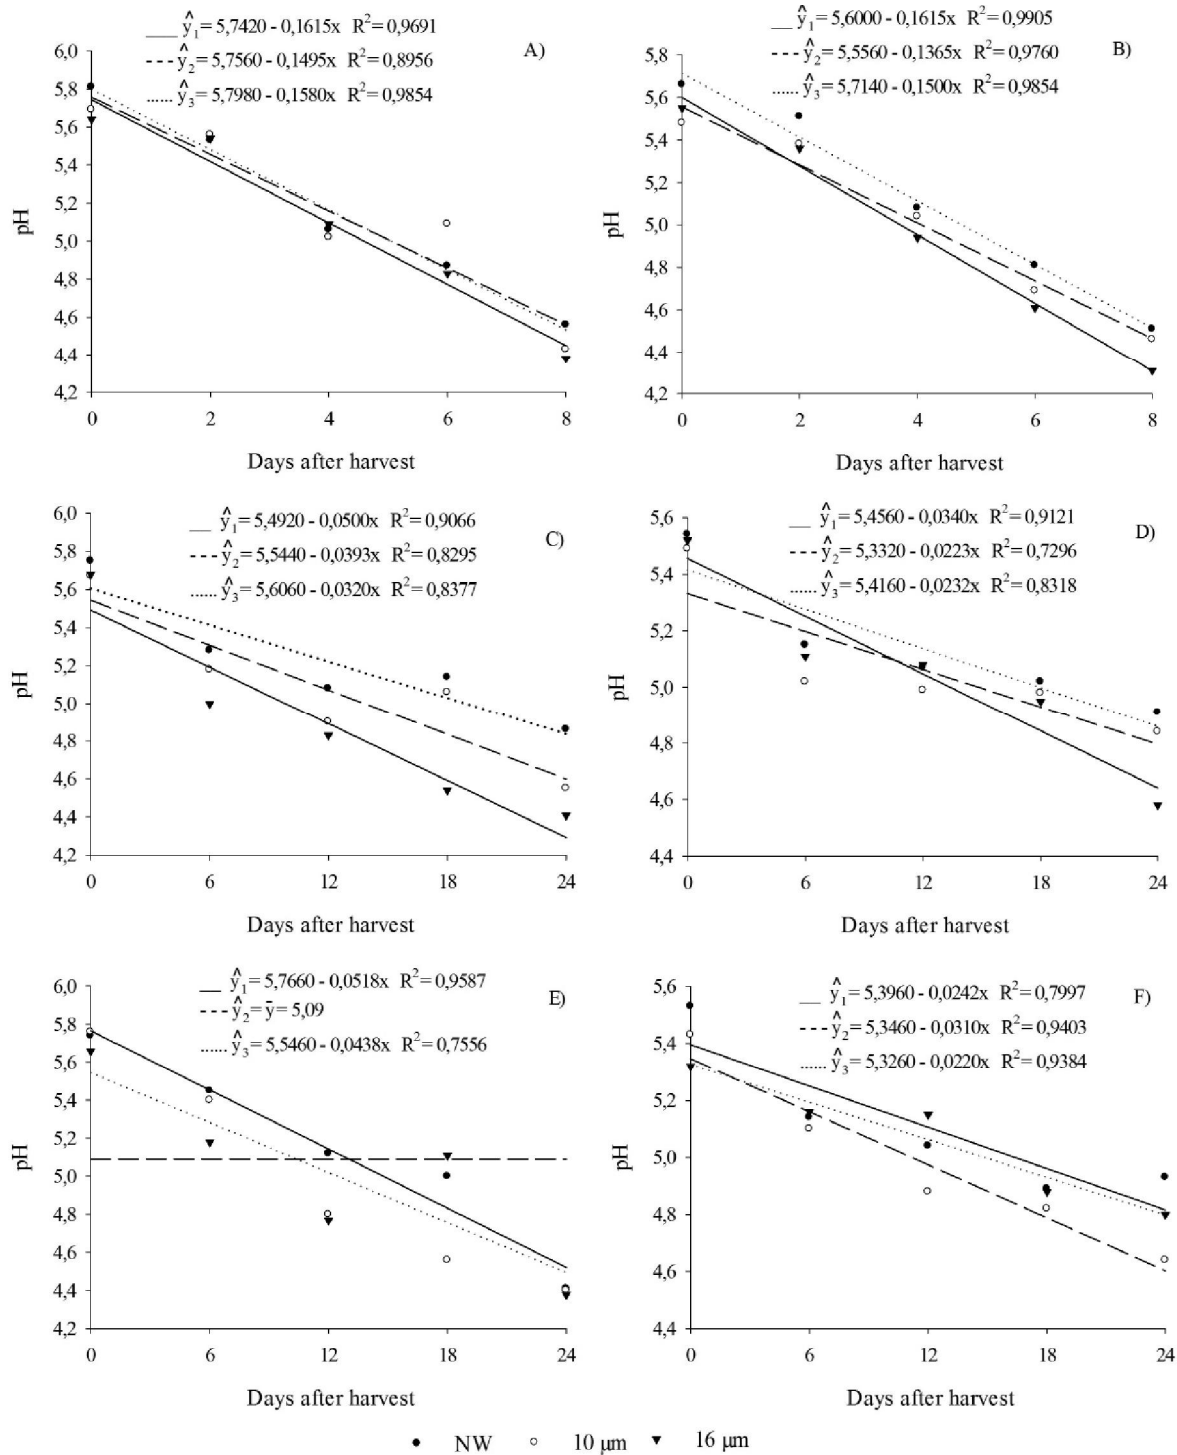 ŷ1= 5,7420 - 0,1615x R2= 0,9691
ŷ2= 5,7560 - 0,1495x R2= 0,8956
ŷ3= 5,7980 - 0,1580x R2= 0,9854
A)
6,0
5,8
5,6
5,4
5,2
5,0
4,8
4,6
4,4
4,2
pH
0 2 4 6 8
Days after harvest
ŷ1= 5,6000 - 0,1615x R2= 0,9905
ŷ2= 5,5560 - 0,1365x R2= 0,9760
ŷ3= 5,7140 - 0,1500x R2= 0,9854
B)
5,8
5,6
5,4
5,2
5,0
4,8
4,6
4,4
4,2
pH
0 2 4 6 8
Days after harvest
ŷ1= 5,4920 - 0,0500x R2= 0,9066
ŷ2= 5,5440 - 0,0393x R2= 0,8295
ŷ3= 5,6060 - 0,0320x R2= 0,8377
C)
6,0
5,8
5,6
5,4
5,2
5,0
4,8
4,6
4,4
4,2
pH
0 6 12 18 24
Days after harvest
ŷ1= 5,4560 - 0,0340x R2= 0,9121
ŷ2= 5,3320 - 0,0223x R2= 0,7296
ŷ3= 5,4160 - 0,0232x R2= 0,8318
D)
5,6
5,4
5,2
5,0
4,8
4,6
4,4
pH
0 6 12 18 24
Days after harvest
ŷ1= 5,7660 - 0,0518x R2= 0,9587
ŷ2= ȳ = 5,09
ŷ3= 5,5460 - 0,0438x R2= 0,7556
E)
6,0
5,8
5,6
5,4
5,2
5,0
4,8
4,6
4,4
4,2
pH
0 6 12 18 24
Days after harvest
ŷ1= 5,3960 - 0,0242x R2= 0,7997
ŷ2= 5,3460 - 0,0310x R2= 0,9403
ŷ3= 5,3260 - 0,0220x R2= 0,9384
F)
5,6
5,4
5,2
5,0
4,8
4,6
4,4
pH
0 6 12 18 24
Days after harvest
NW 10 µm 16 µm